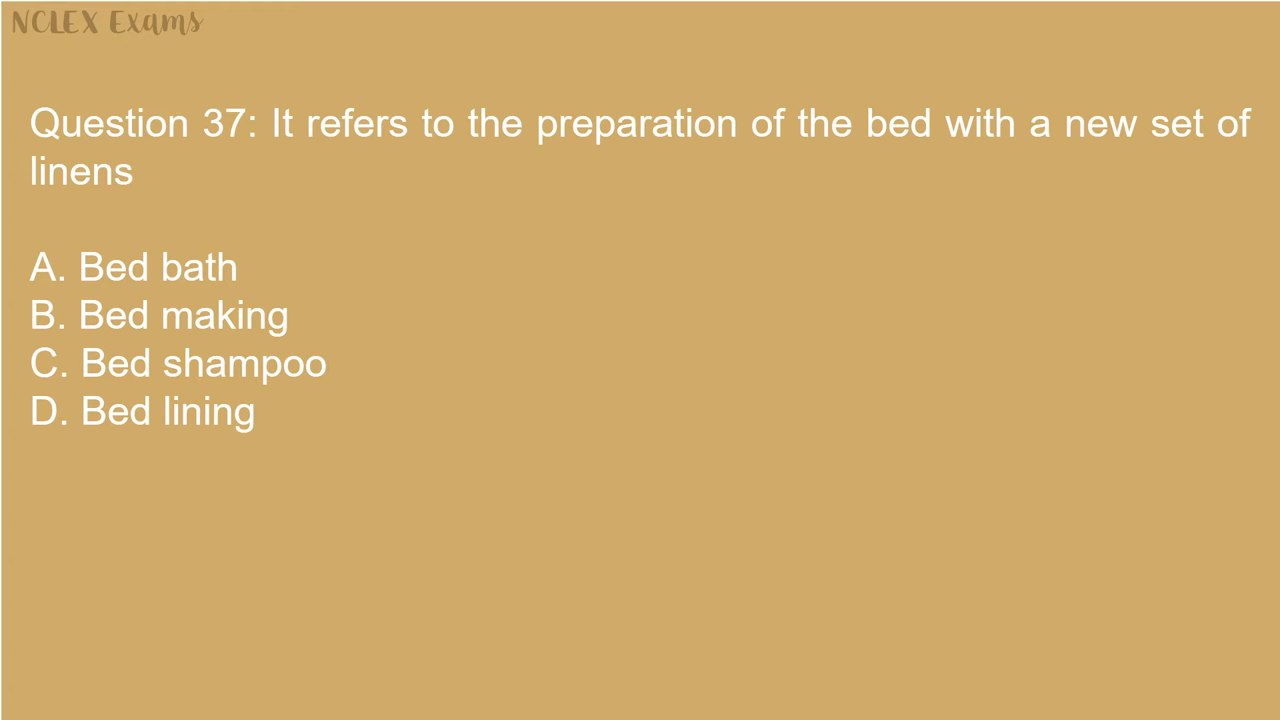 NCLEX Exams
Question 37: It refers to the preparation of the bed with a new set of
linens
A. Bed bath
B. Bed making
C. Bed shampoo
D. Bed lining